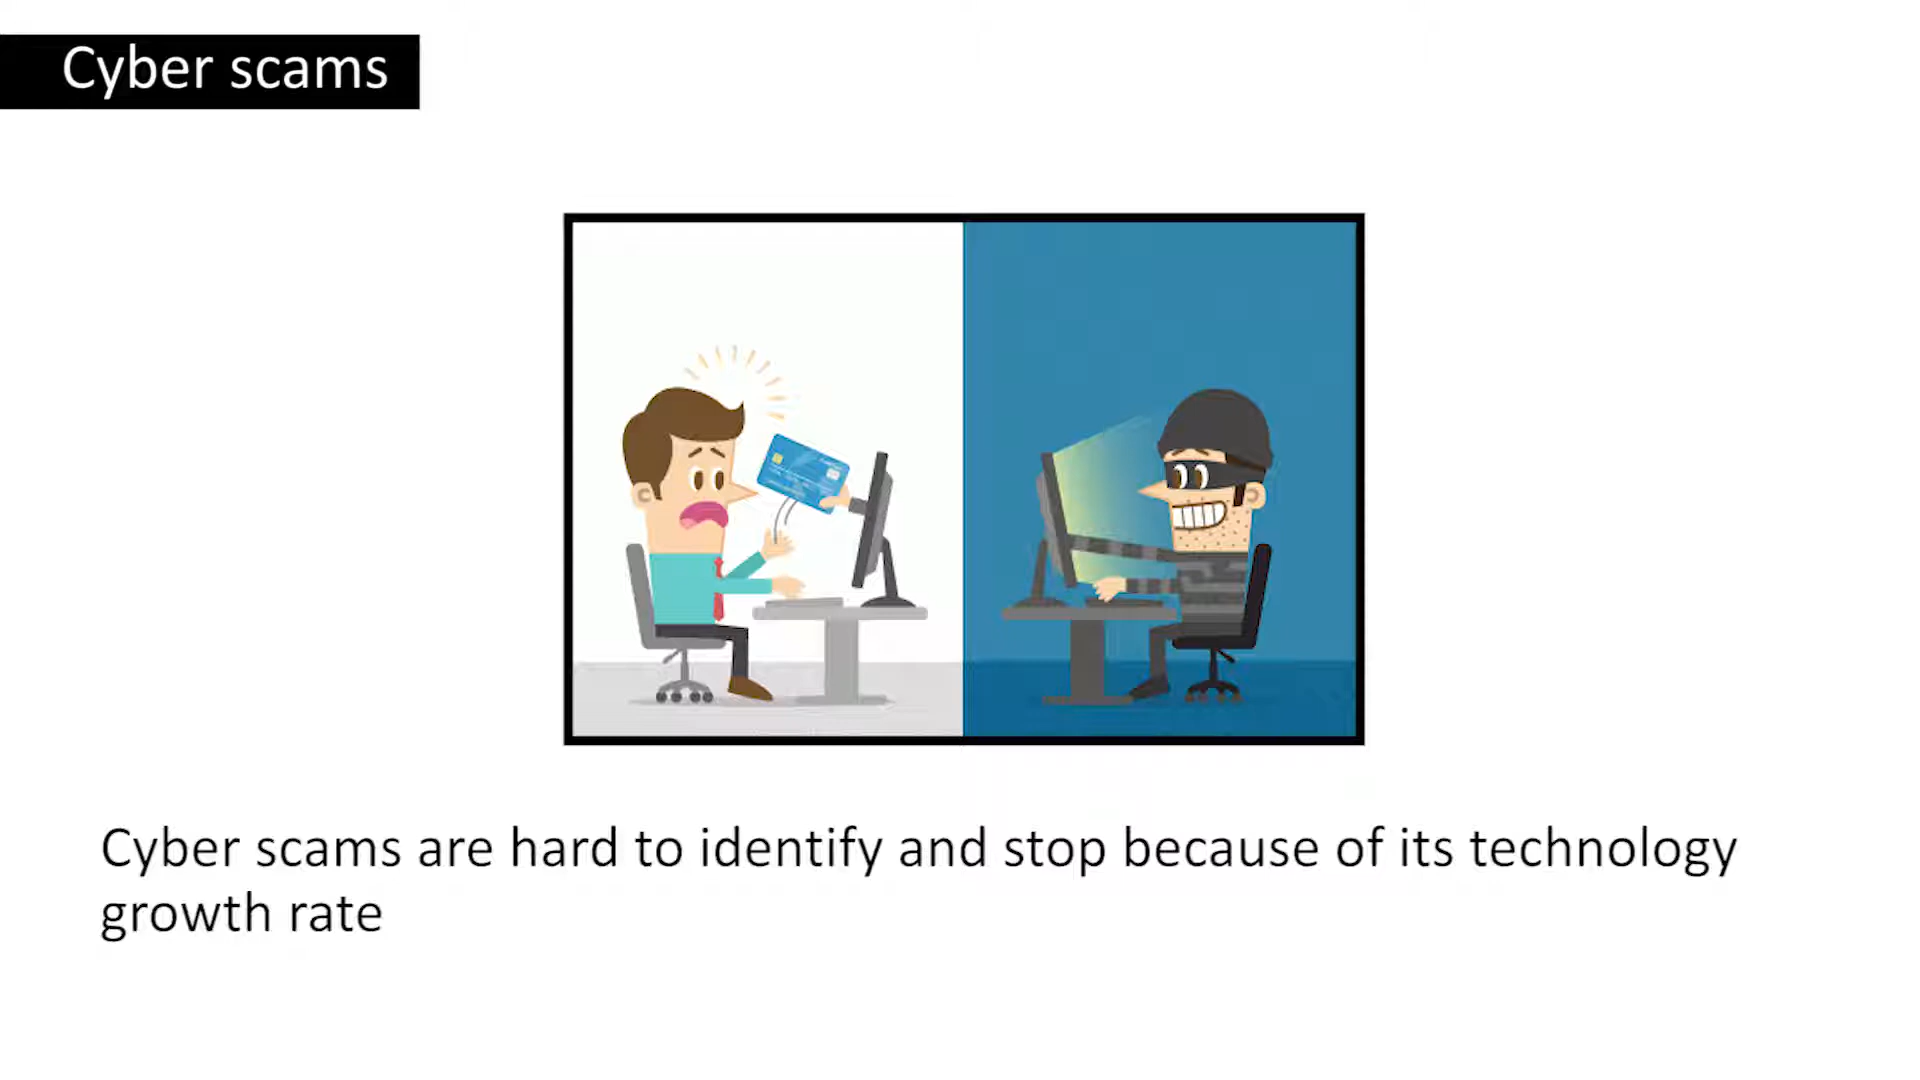 Cyber scams
Cyber scams are hard to identify and stop because of its technology
growth rate